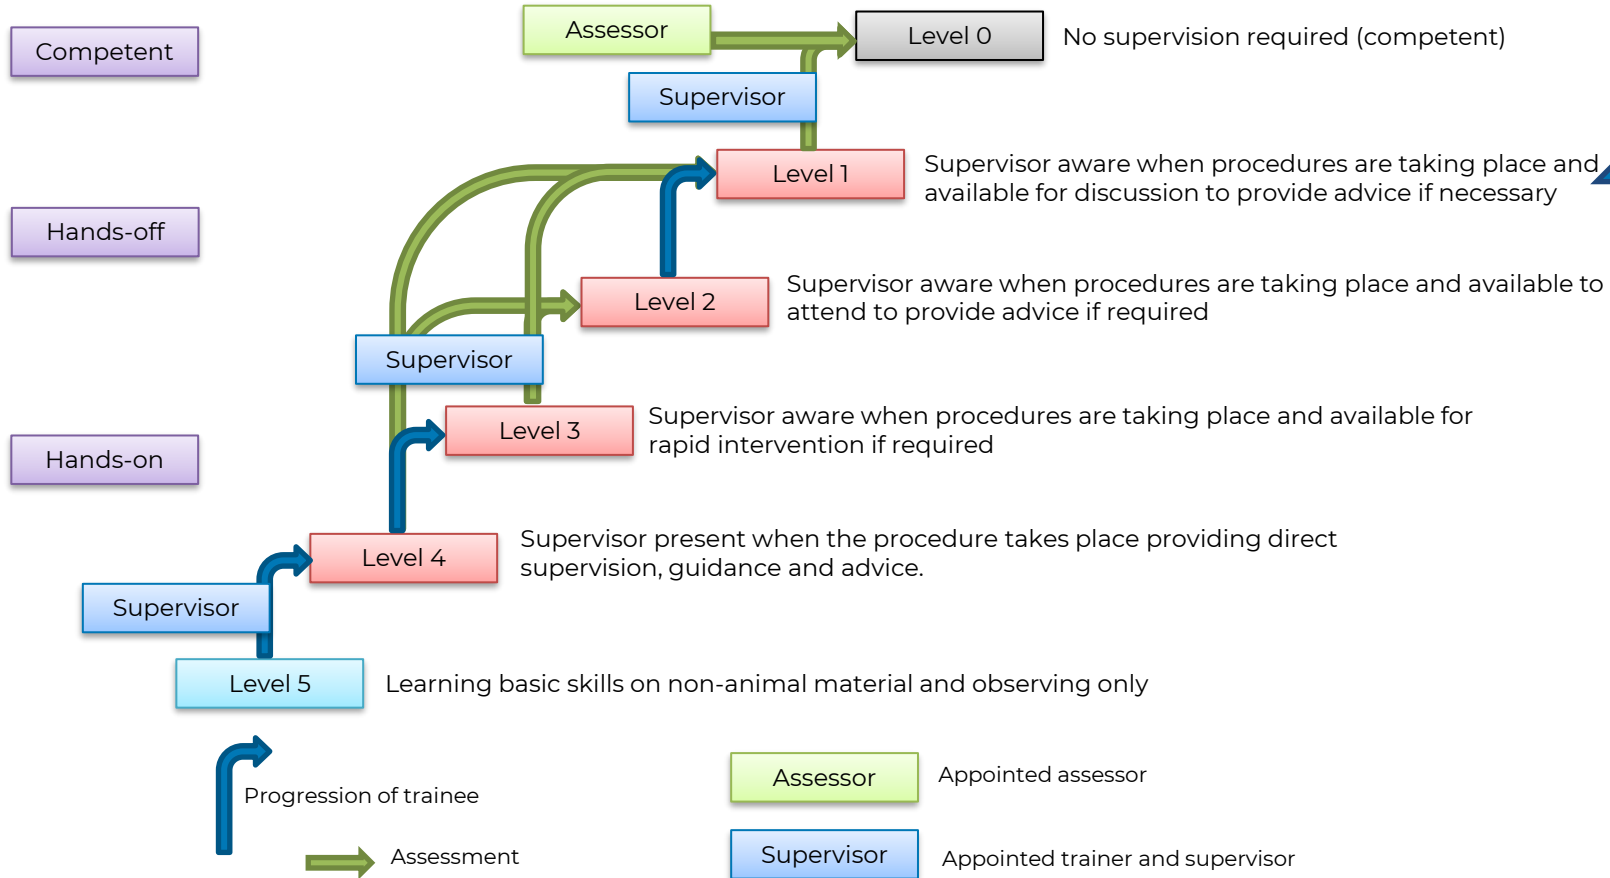 Assessor
Level 0
No supervision required (competent)
Competent
Supervisor
Level 1
Supervisor aware when procedures are taking place and
available for discussion to provide advice if necessary
Hands-off
Level 2
Supervisor aware when procedures are taking place and available to
attend to provide advice if required
Supervisor
Level 3
Supervisor aware when procedures are taking place and available for
rapid intervention if required
Hands-on
Level 4
Supervisor present when the procedure takes place providing direct
supervision, guidance and advice.
Supervisor
Level 5
Learning basic skills on non-animal material and observing only
Progression of trainee
Assessment
Assessor
Appointed assessor
Supervisor
Appointed trainer and supervisor